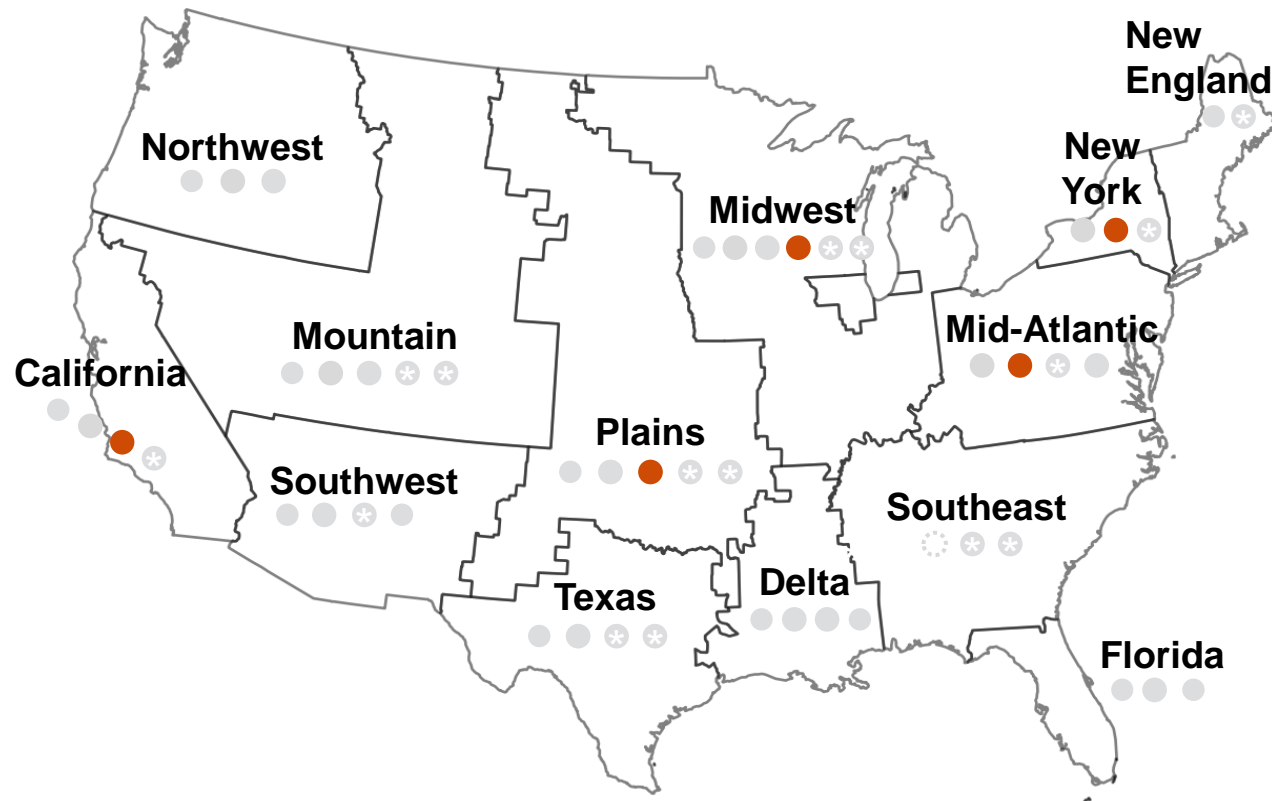 New
England
Northwest
New
York
Midwest
Mountain
Mid-Atlantic
California
Plains
Southwest
Southeast
Delta
Texas
Florida